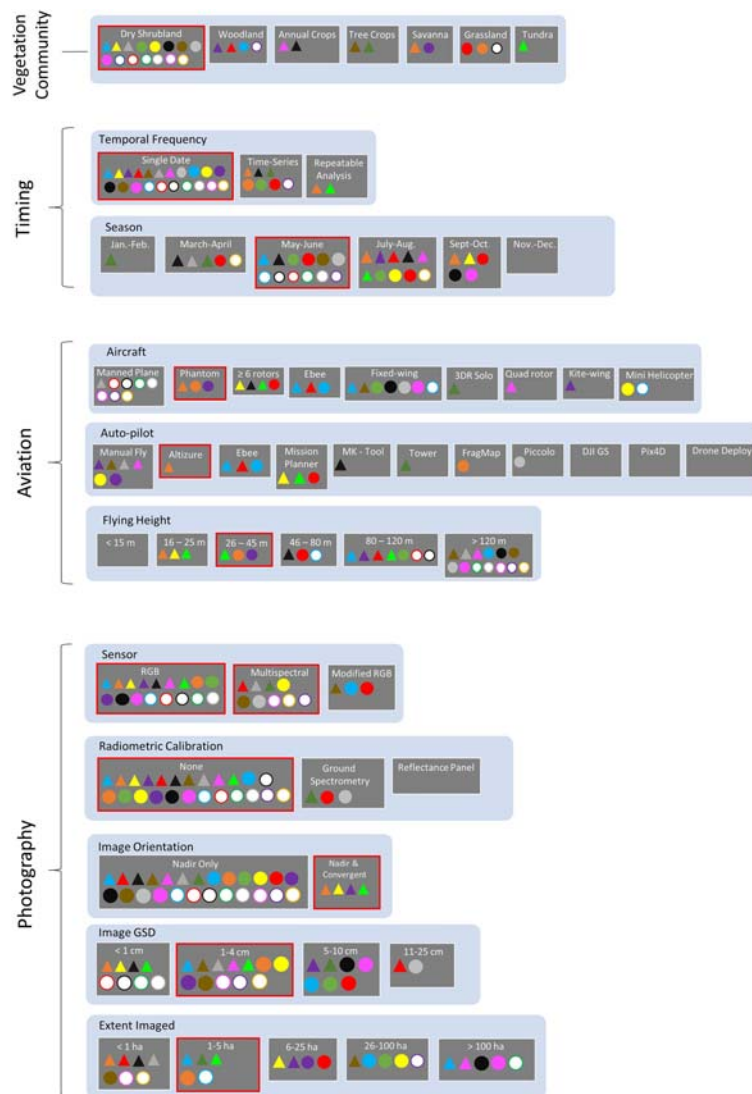 Vegetation
Community
Dry Shrubland
Woodland
Annual Crops
Tree Crops
Savanna
Grassland
Tundra
Timing
Temporal Frequency
Single Date
Time-Series
Repeatable
Analysis
Season
Jan.-Feb.
March-April
May-June
July-Aug.
Sept-Oct.
Nov.-Dec.
Aviation
Aircraft
Manned Plane
Phantom
≥ 6 rotors
Ebee
Fixed-wing
3DR Solo
Quad rotor
Kite-wing
Mini Helicopter
Auto-pilot
Manual Fly
Altizure
Ebee
Mission
Planner
MK - Tool
Tower
FragMap
Piccolo
DJI GS
Pix4D
Drone Deploy
Flying Height
< 15 m
16 – 25 m
26 – 45 m
46 – 80 m
80 – 120 m
> 120 m
Photography
Sensor
RGB
Multispectral
Modified RGB
Radiometric Calibration
None
Ground
Spectrometry
Reflectance Panel
Image Orientation
Nadir Only
Nadir &
Convergent
Image GSD
< 1 cm
1-4 cm
5-10 cm
11-25 cm
Extent Imaged
< 1 ha
1-5 ha
6-25 ha
26-100 ha
> 100 ha